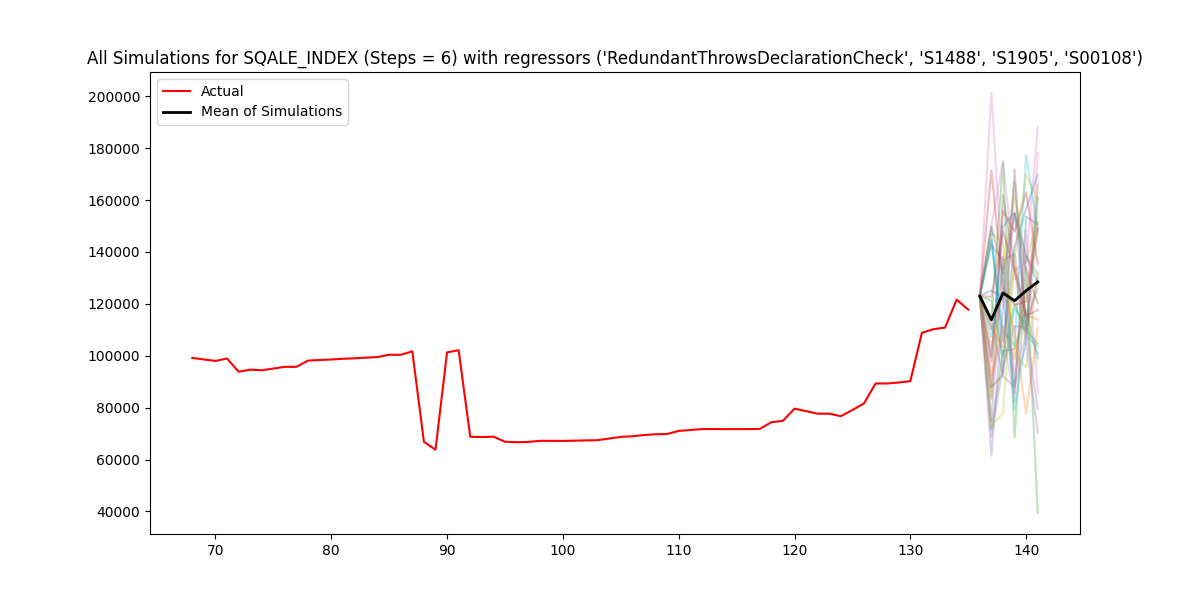 All Simulations for SQALE_INDEX (Steps = 6) with regressors ('RedundantThrowsDeclarationCheck', 'S1488', 'S1905', 'S00108')
Actual
Mean of Simulations
200000
180000
160000
140000
120000
100000
80000
60000
40000
70 80 90 100 110 120 130 140